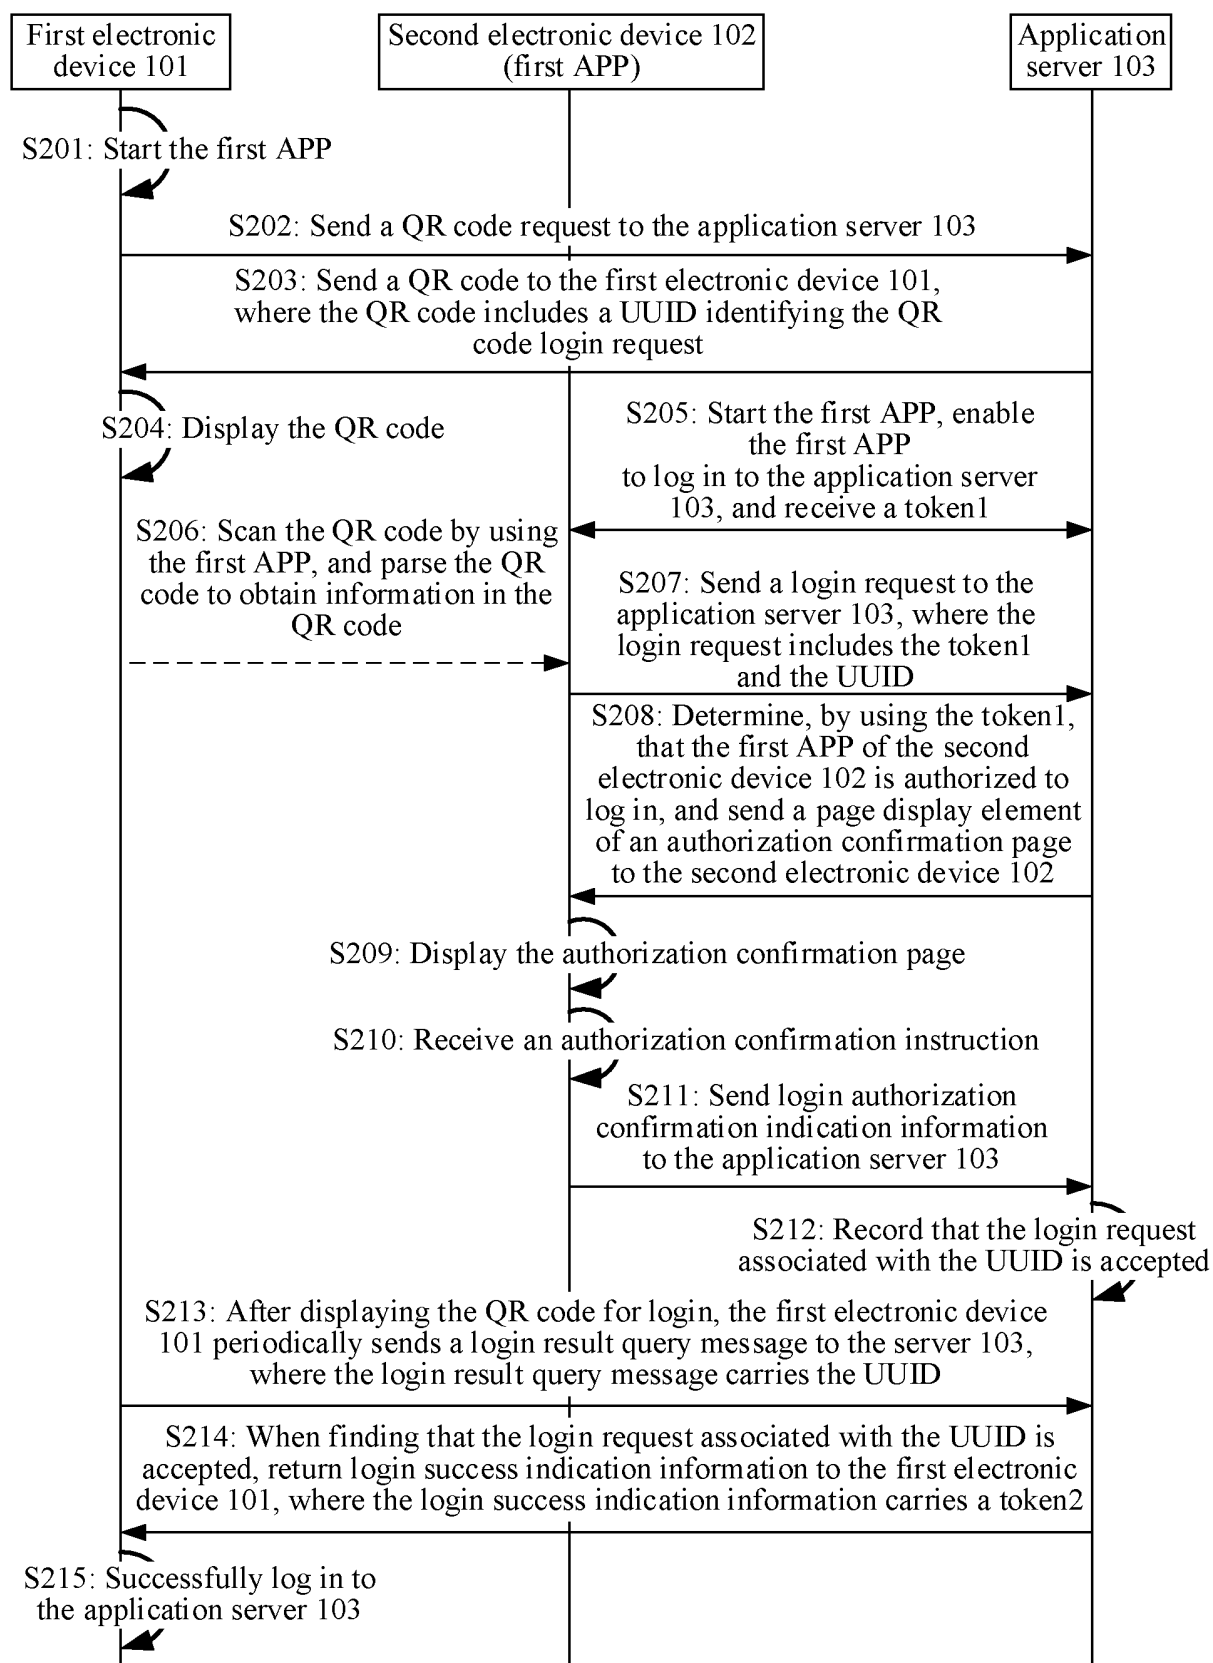 First electronic
device 101
Second electronic device 102
(first APP)
Application
server 103
S201: Start the first APP
S202: Send a QR code request to the application server 103
S203: Send a QR code to the first electronic device 101,
where the QR code includes a UUID identifying the QR
code login request
S204: Display the QR code
S205: Start the first APP, enable
the first APP
to log in to the application server
103, and receive a token1
S206: Scan the QR code by using
the first APP, and parse the QR
code to obtain information in the
QR code
S207: Send a login request to the
application server 103, where the
login request includes the token1
and the UUID
S208: Determine, by using the token1,
that the first APP of the second
electronic device 102 is authorized to
log in, and send a page display element
of an authorization confirmation page
to the second electronic device 102
S209: Display the authorization confirmation page
S210: Receive an authorization confirmation instruction
S211: Send login authorization
confirmation indication information
to the application server 103
S212: Record that the login request
associated with the UUID is accepted
S213: After displaying the QR code for login, the first electronic device
101 periodically sends a login result query message to the server 103,
where the login result query message carries the UUID
S214: When finding that the login request associated with the UUID is
accepted, return login success indication information to the first electronic
device 101, where the login success indication information carries a token2
S215: Successfully log in to
the application server 103